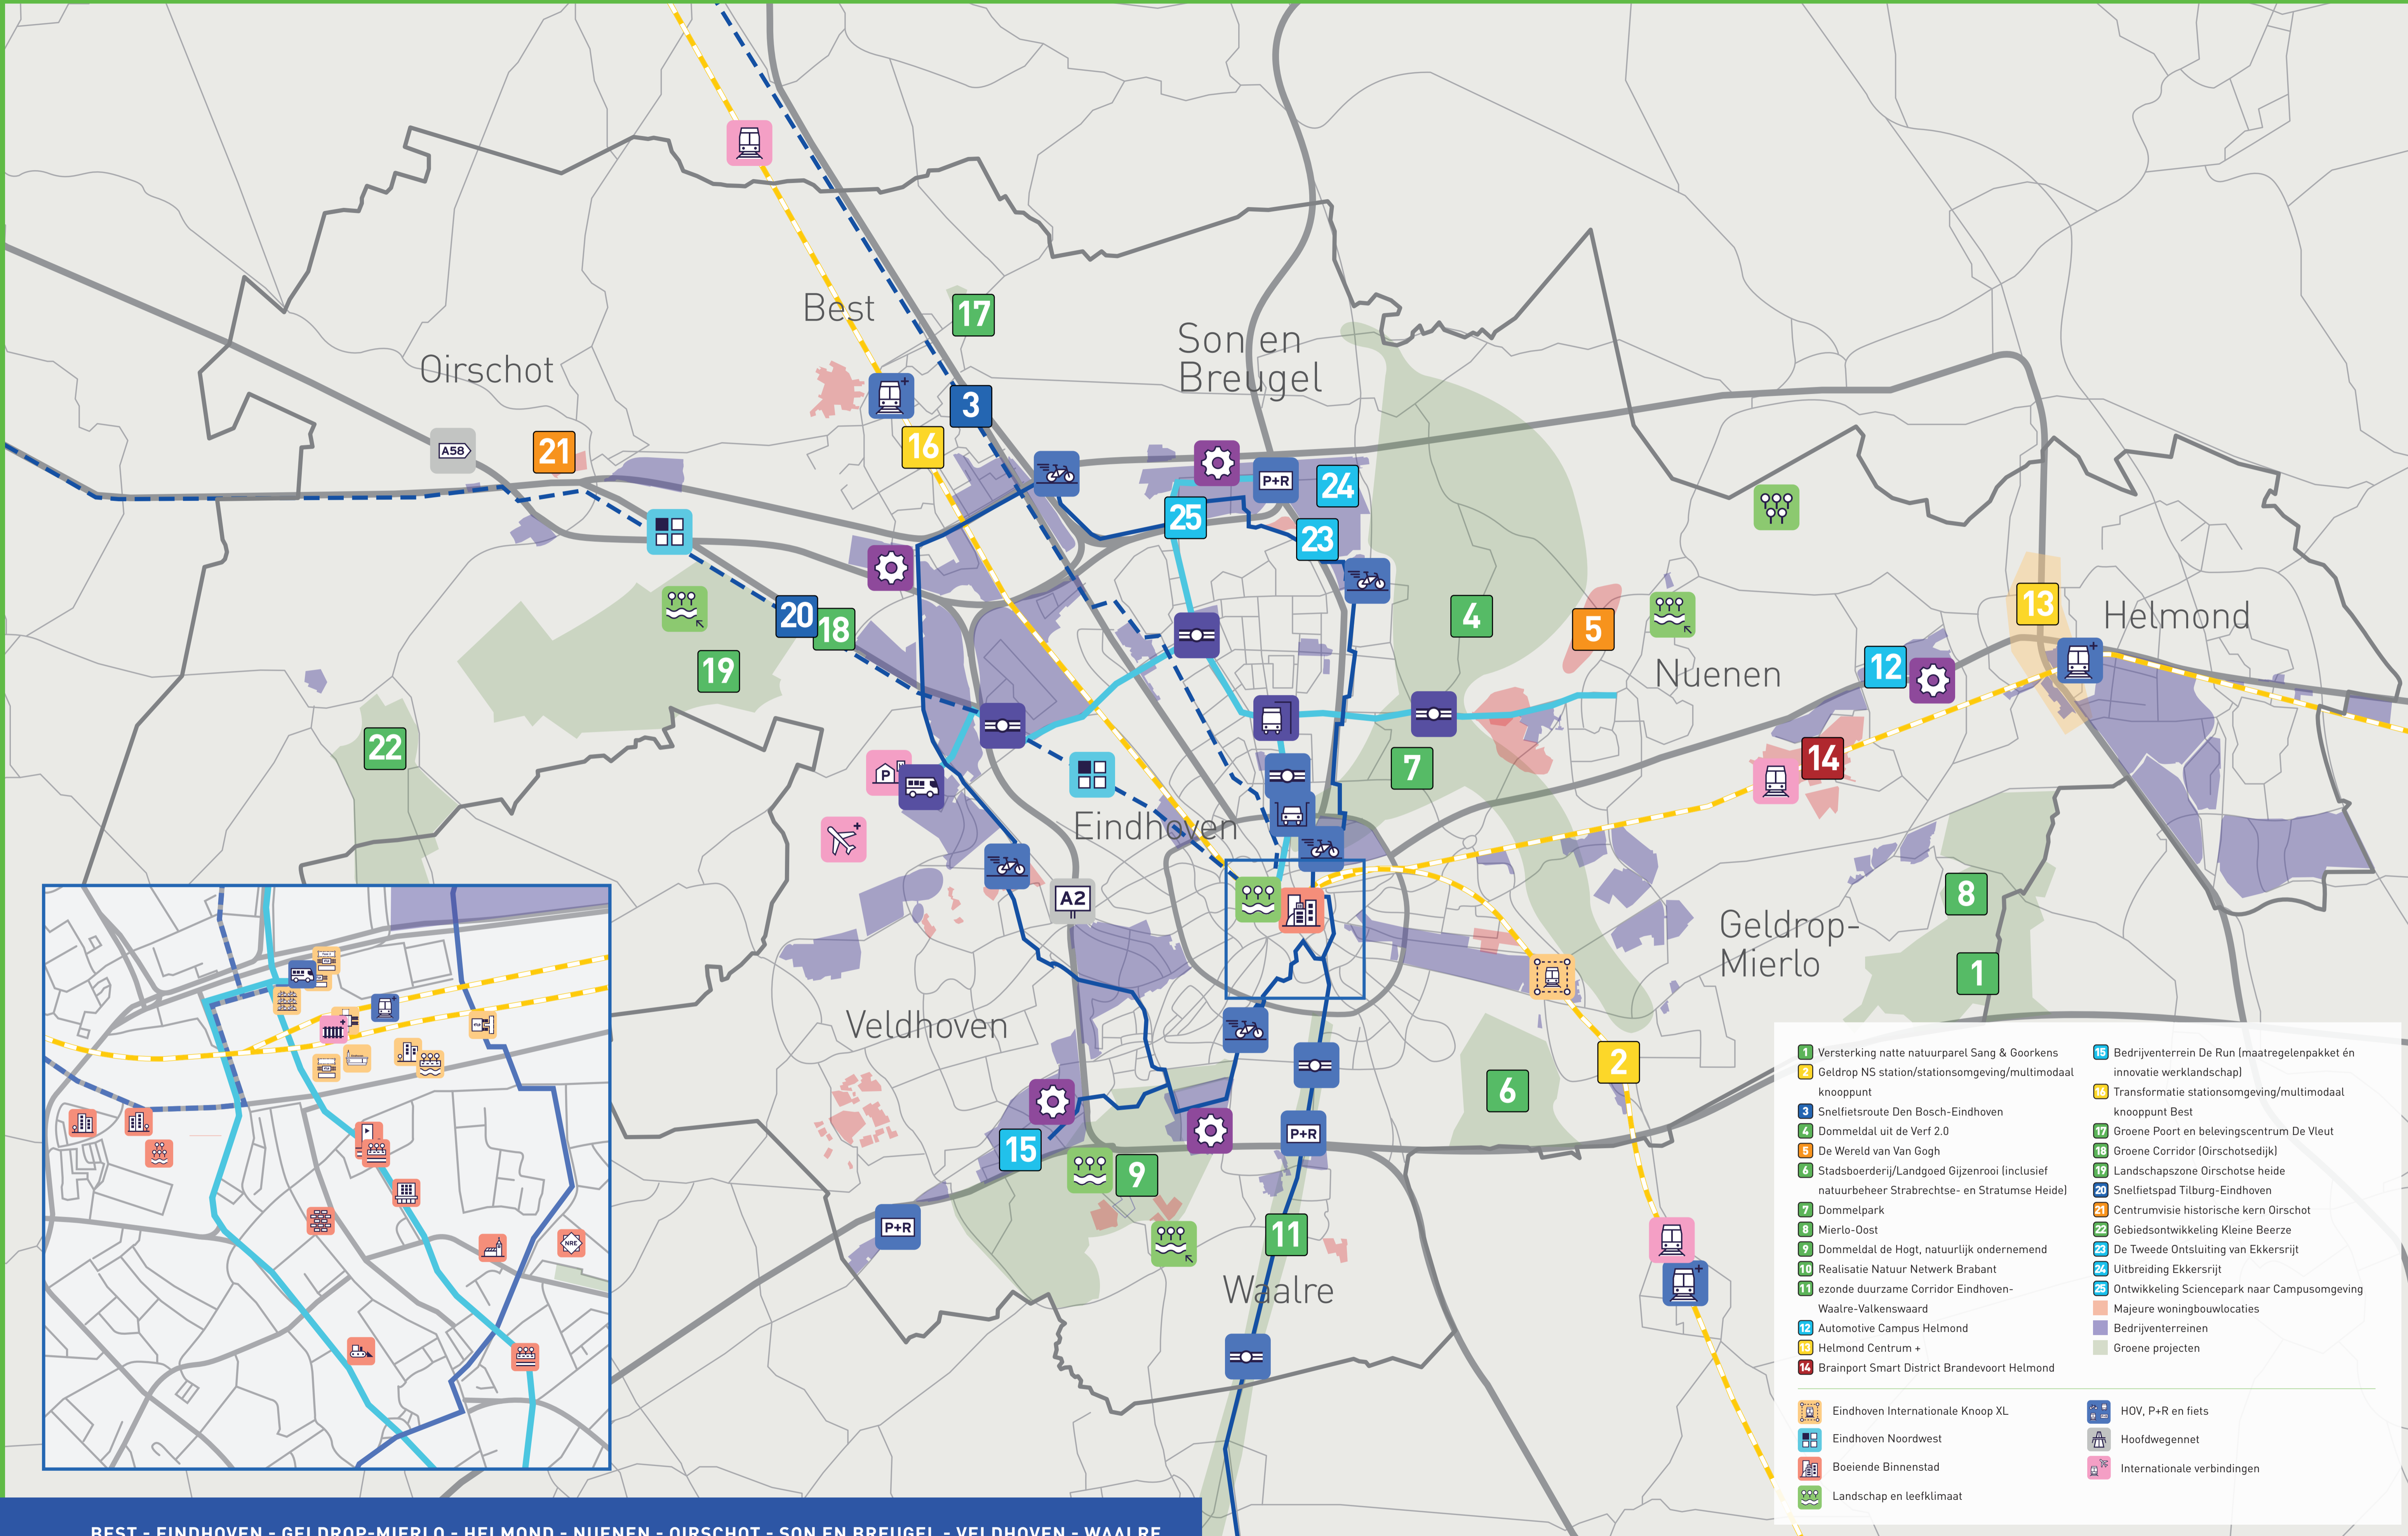 Best
17
Son en
Breugel
Oirschot
3
16
A58
21
P+R
24
25
23
20
18
4
5
13
Helmond
19
Nuenen
12
22
14
7
P
Eindhoven
A2
8
Geldrop-
Mierlo
1
Veldhoven
2
6
P+R
15
9
P+R
11
Waalre
NRE
1 Versterking natte natuurparel Sang & Goorkens
2 Geldrop NS station/stationsomgeving/multimodaal
knooppunt
3 Snelfietsroute Den Bosch-Eindhoven
4 Dommeldal uit de Verf 2.0
5 De Wereld van Van Gogh
6 Stadsboerderij/Landgoed Gijzenrooi (inclusief
natuurbeheer Strabrechtse- en Stratumse Heide)
7 Dommelpark
8 Mierlo-Oost
9 Dommeldal de Hogt, natuurlijk ondernemend
10 Realisatie Natuur Netwerk Brabant
11 ezonde duurzame Corridor Eindhoven-
Waalre-Valkenswaard
12 Automotive Campus Helmond
13 Helmond Centrum +
14 Brainport Smart District Brandevoort Helmond
15 Bedrijventerrein De Run (maatregelenpakket én
innovatie werklandschap)
16 Transformatie stationsomgeving/multimodaal
knooppunt Best
17 Groene Poort en belevingscentrum De Vleut
18 Groene Corridor (Oirschotsedijk)
19 Landschapszone Oirschotse heide
20 Snelfietspad Tilburg-Eindhoven
21 Centrumvisie historische kern Oirschot
22 Gebiedsontwikkeling Kleine Beerze
23 De Tweede Ontsluiting van Ekkersrijt
24 Uitbreiding Ekkersrijt
25 Ontwikkeling Sciencepark naar Campusomgeving
Majeure woningbouwlocaties
Bedrijventerreinen
Groene projecten
Eindhoven Internationale Knoop XL
Eindhoven Noordwest
Boeiende Binnenstad
Landschap en leefklimaat
HOV, P+R en fiets
Hoofdwegennet
Internationale verbindingen
BEST - EINDHOVEN - GELDROP-MIERLO - HELMOND - NUENEN - OIRSCHOT - SON EN BREUGEL - VELDHOVEN - WAALRE